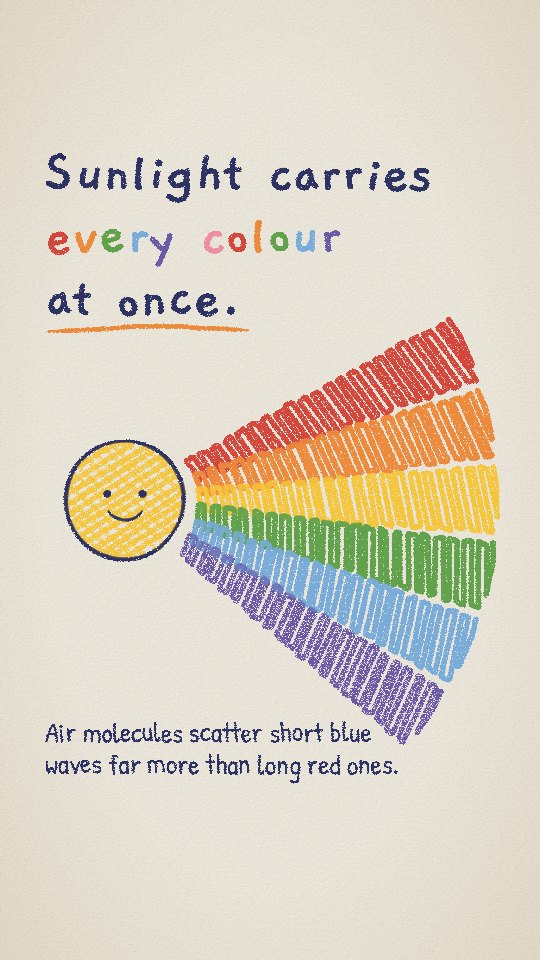 Sunlight carries
every colour
at once.
Air molecules scatter short blue
waves far more than long red ones.